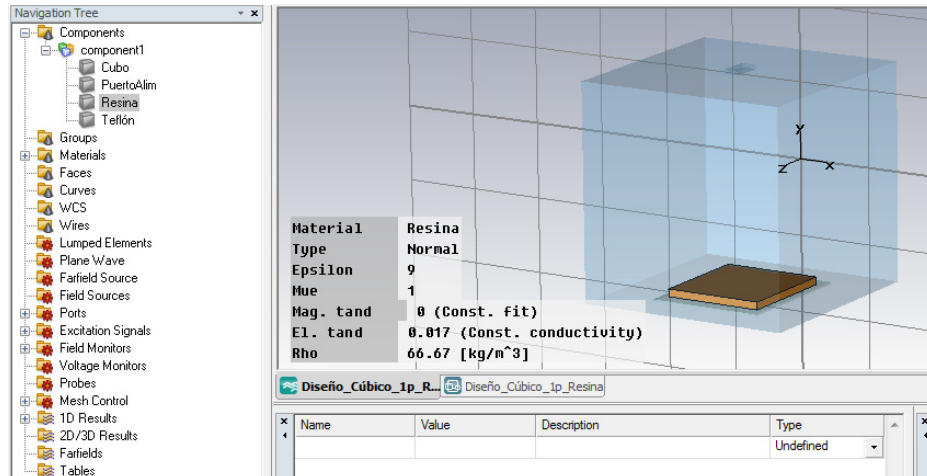 Navigation Tree
Components
component1
Cubo
PuertoAlim
Resina
Teflón
Groups
Materials
Faces
Curves
WCS
Wires
Lumped Elements
Plane Wave
Farfield Source
Field Sources
Ports
Excitation Signals
Field Monitors
Voltage Monitors
Probes
Mesh Control
1D Results
2D/3D Results
Farfields
Tables
y
z x
Material Resina
Type Normal
Epsilon 9
Mue 1
Mag. tand 0 (Const. fit)
El. tand 0.017 (Const. conductivity)
Rho 66.67 [kg/m^3]
Diseño_Cúbico_1p_R... Diseño_Cúbico_1p_Resina
Name Value Description Type
Undefined